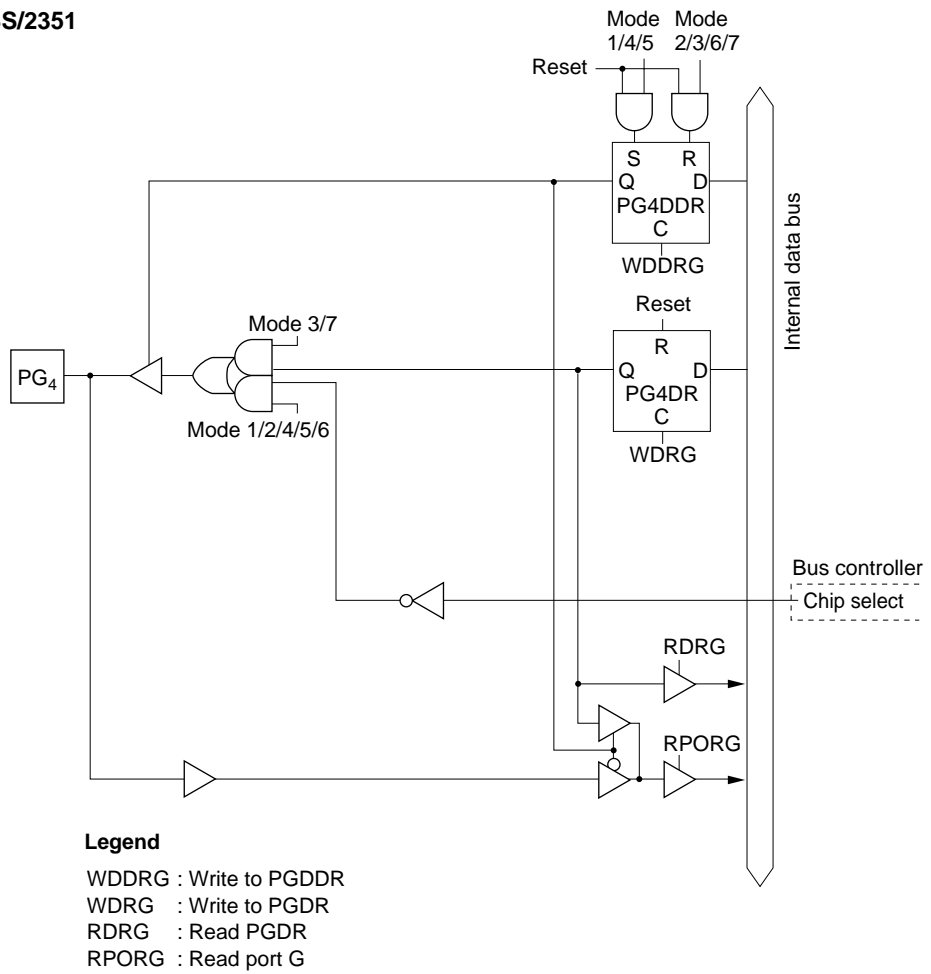 S/2351
Mode Mode
1/4/5 2/3/6/7
Reset
S R
Q D
PG4DDR
C
WDDRG
Internal data bus
Reset
Mode 3/7
R
PG4
Q D
PG4DR
C
Mode 1/2/4/5/6
WDRG
Bus controller
Chip select
RDRG
RPORG
Legend
WDDRG : Write to PGDDR
WDRG : Write to PGDR
RDRG : Read PGDR
RPORG : Read port G